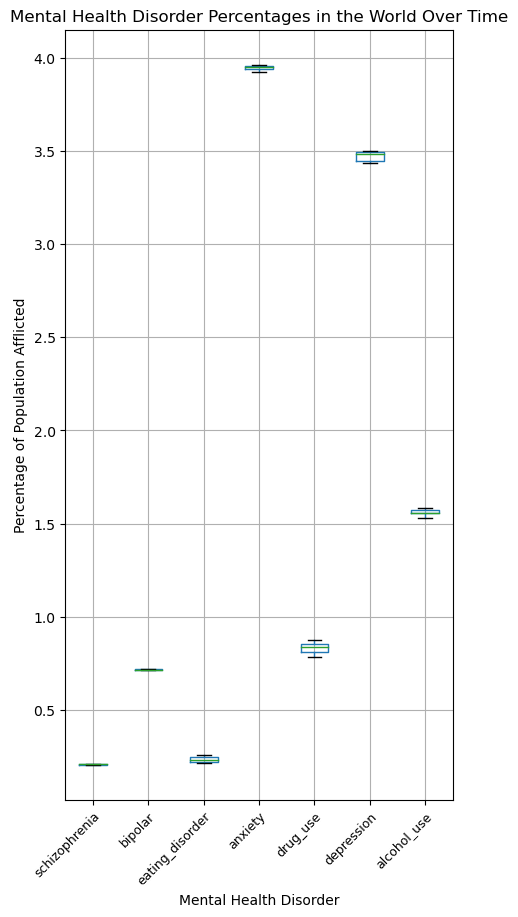 Mental Health Disorder Percentages in the World Over Time
Percentage of Population Afflicted
4.0
3.5
3.0
2.5
2.0
1.5
1.0
0.5
schizophrenia
bipolar
eating_disorder
anxiety
drug_use
depression
alcohol_use
Mental Health Disorder